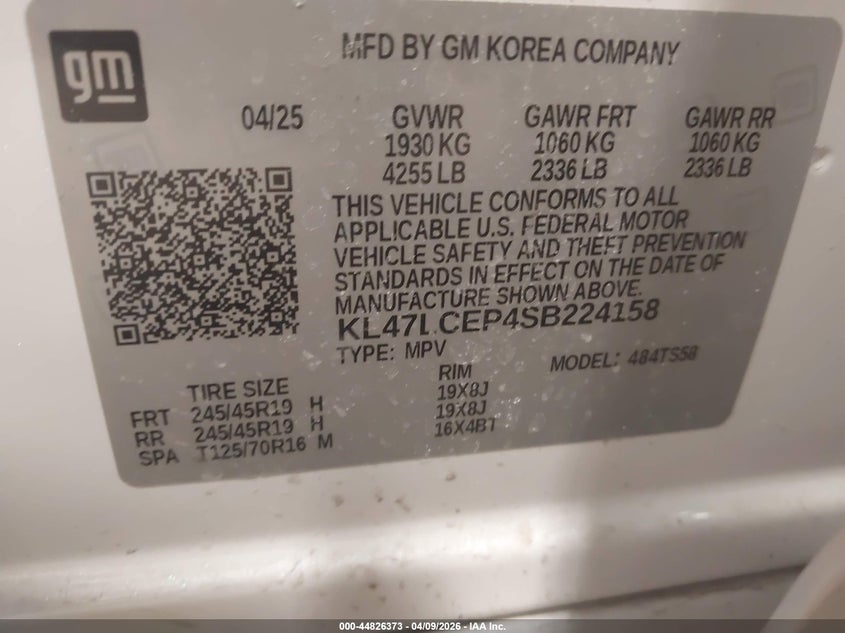 gm
MFD BY GM KOREA COMPANY
04/25 GVWR GAWR FRT GAWR RR
1930 KG 1060 KG 1060 KG
4255 LB 2336 LB 2336 LB
THIS VEHICLE CONFORMS TO ALL
APPLICABLE U.S. FEDERAL MOTOR
VEHICLE SAFETY AND THEFT PREVENTION
STANDARDS IN EFFECT ON THE DATE OF
MANUFACTURE SHOWN ABOVE.
KL47LCEP4SB224158
TYPE: MPV MODEL: 484TS58
TIRE SIZE RIM
FRT 245/45R19 H 19X8J
RR 245/45R19 H 19X8J
SPA T125/70R16 M 16X4BT
000-44826373 | 04/09/2026 - IAA Inc.